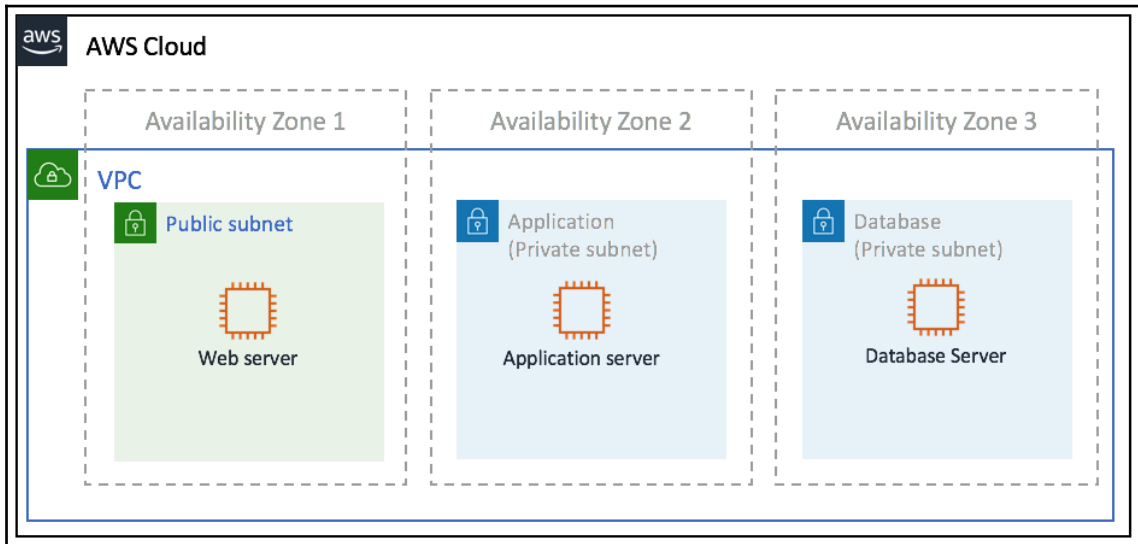 aws
AWS Cloud
Availability Zone 1
Availability Zone 2
Availability Zone 3
VPC
Public subnet
Web server
Application
(Private subnet)
Application server
Database
(Private subnet)
Database Server